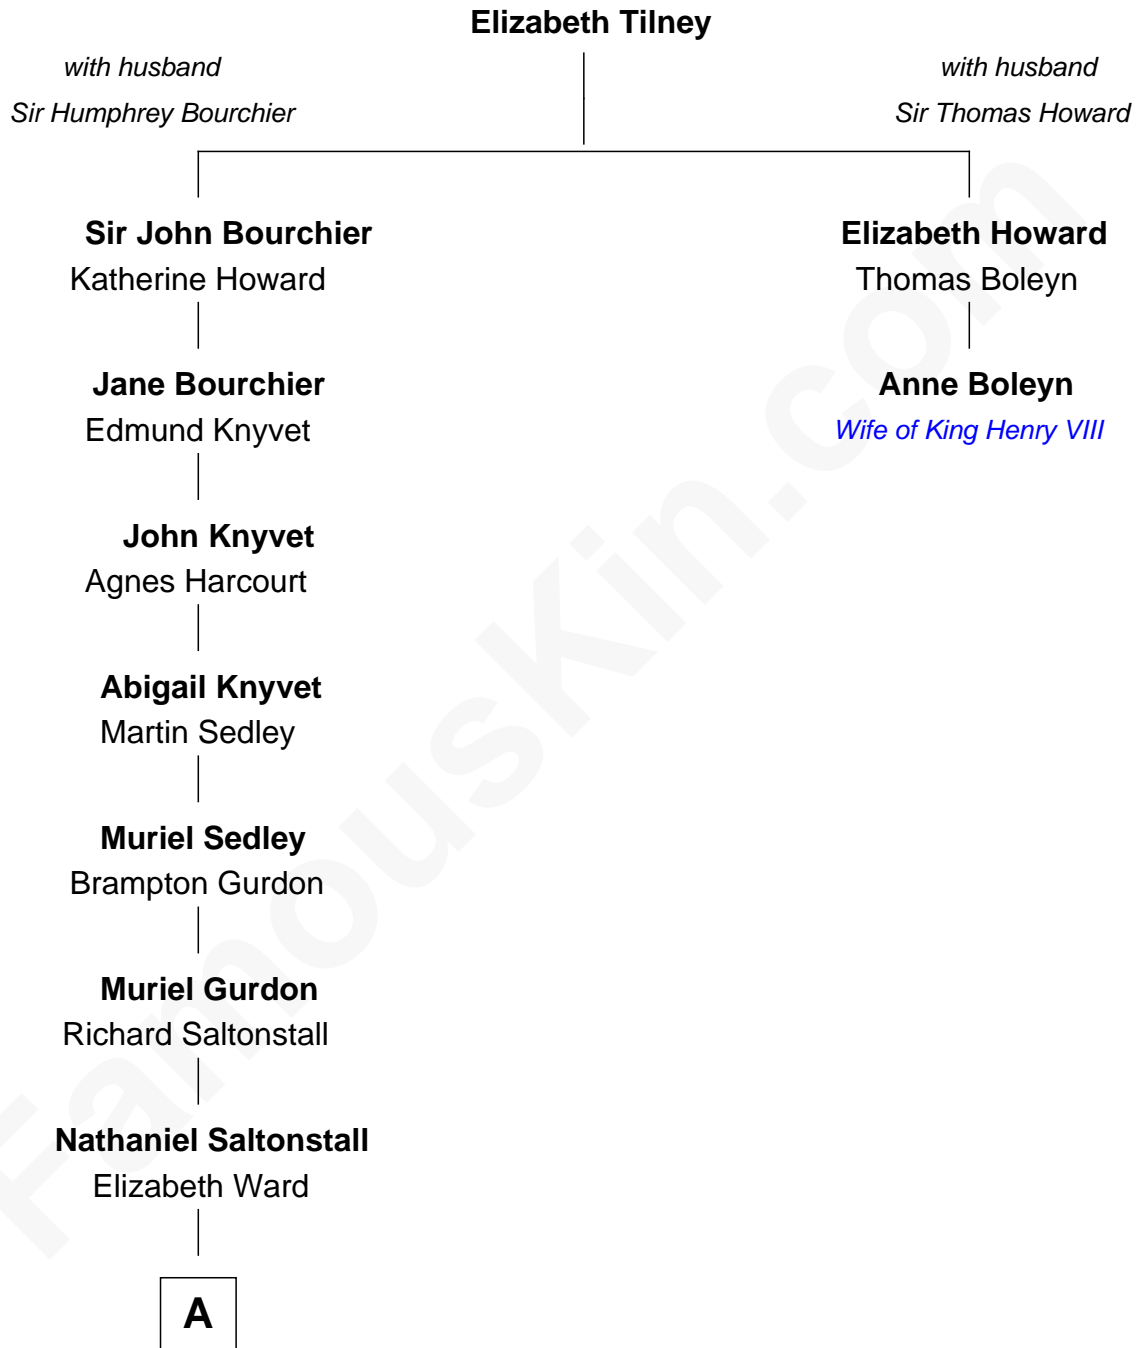 Elizabeth Tilney
with husband
Sir Humphrey Bourchier
with husband
Sir Thomas Howard
Sir John Bourchier
Katherine Howard
Elizabeth Howard
Thomas Boleyn
Jane Bourchier
Edmund Knyvet
Anne Boleyn
Wife of King Henry VIII
John Knyvet
Agnes Harcourt
Abigail Knyvet
Martin Sedley
Muriel Sedley
Brampton Gurdon
Muriel Gurdon
Richard Saltonstall
Nathaniel Saltonstall
Elizabeth Ward
A
FamousKin.com